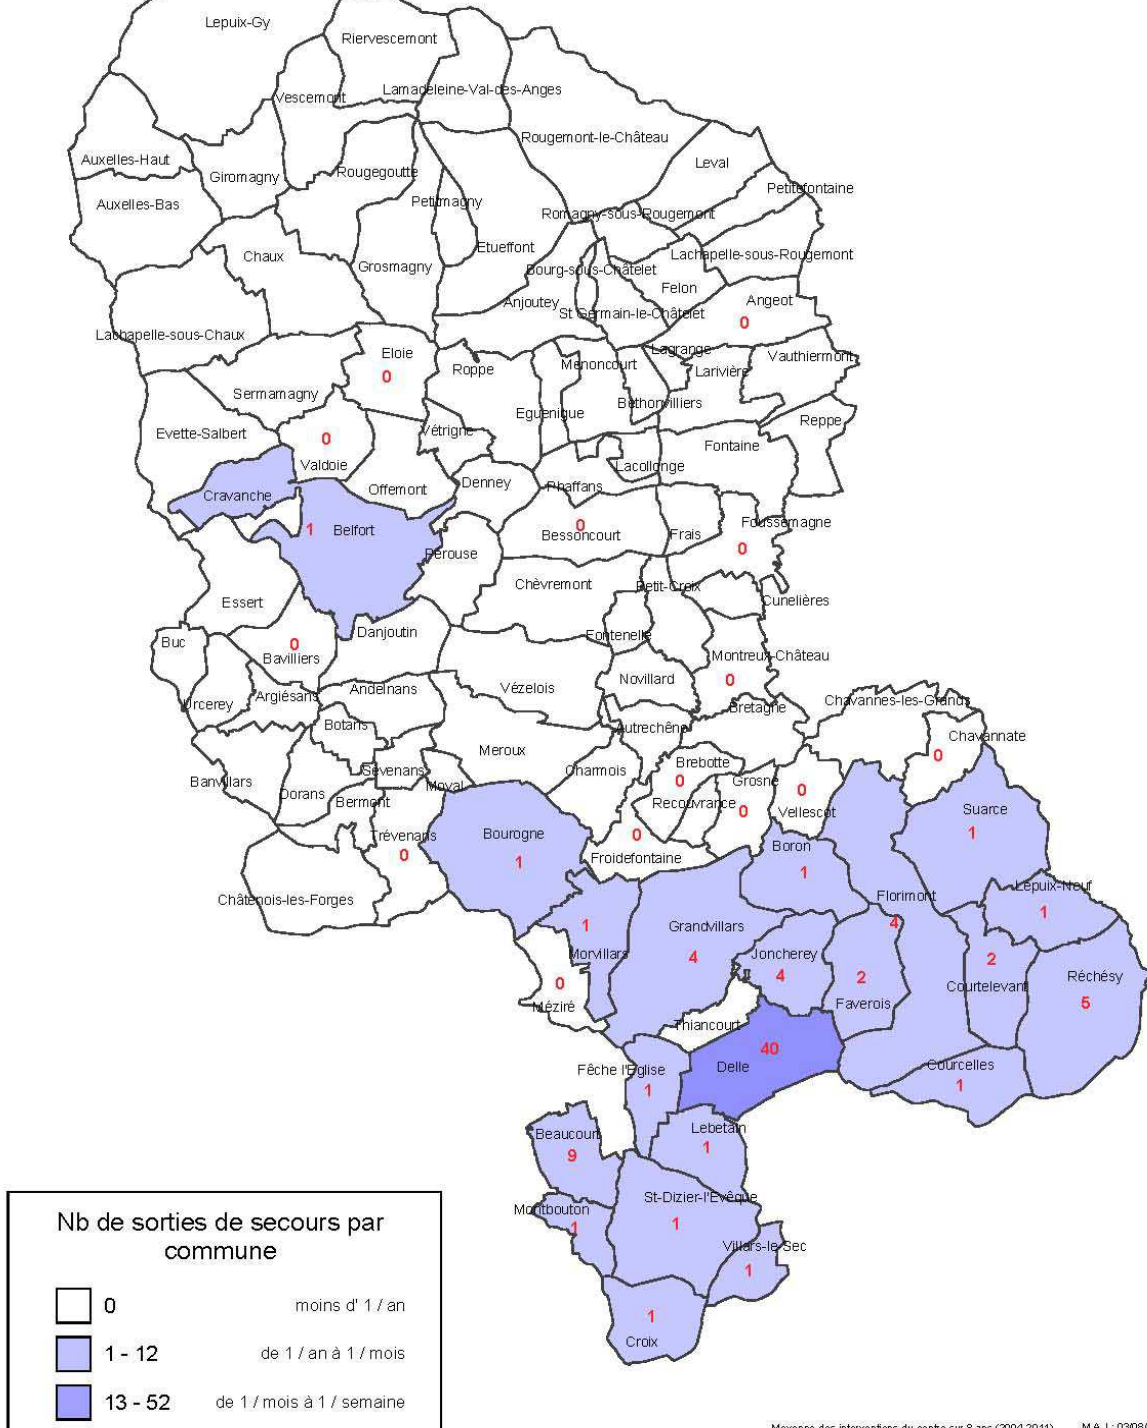 Lepuix-Gy
Riervescemont
Lamadeleine-Val-des-Anges
Vescemont
Rougemont-le-Château
Auxelles-Haut
Leval
Rougegoutte
Giromagny
Petitefontaine
Auxelles-Bas
Petitmagny
Romagny-sous-Rougemont
Etueffont
Chaux
Lachapelle-sous-Rougemont
Grosmagny
Bourg-sous-Châtelet
Felon
Anjoutey
Angeot
St Germain-le-Châtelet
0
Lachapelle-sous-Chaux
Eloie
Lagrange
Vauthiermont
Roppe
Menoncourt
Larivière
0
Sermamagny
Bethonvilliers
Eguenigue
Reppe
Evette-Salbert
Vétrigne
0
Fontaine
Valdoie
Lacollonge
Offemont
Denney
Phaffans
Cravanche
1
Belfort
0
Bessoncourt
Foussemagne
Frais
0
Pérouse
Chèvremont
Petit-Croix
Essert
Cunelières
Danjoutin
Fontenelle
Buc
0
Bavilliers
Montreux-Château
Novillard
0
Andelnans
Vézelois
Argiésans
Urcerey
Chavannes-les-Grands
Bretagne
Botans
Autrechêne
Chavannate
Meroux
0
Sévenans
Charmois
Brebotte
Banvillars
0
Grosne
Moval
Dorans
0
Bermont
Recouvrance
Vellescot
0
Suarce
Trévenans
Bourogne
0
1
Boron
0
Froidefontaine
1
1
Châtenois-les-Forges
Lepuix-Neuf
Florimont
1
Grandvillars
1
4
Morvillars
Joncherey
4
2
4
2
Réchésy
0
Courtelevant
Méziré
Faverois
5
Thiancourt
40
Delle
Fêche l'Eglise
Courcelles
1
1
Lebetain
Beaucourt
1
9
St-Dizier-l'Evêque
Montbouton
1
1
Villars-le-Sec
1
1
Croix
Nb de sorties de secours par
commune
0 moins d' 1 / an
1 - 12 de 1 / an à 1 / mois
13 - 52 de 1 / mois à 1 / semaine